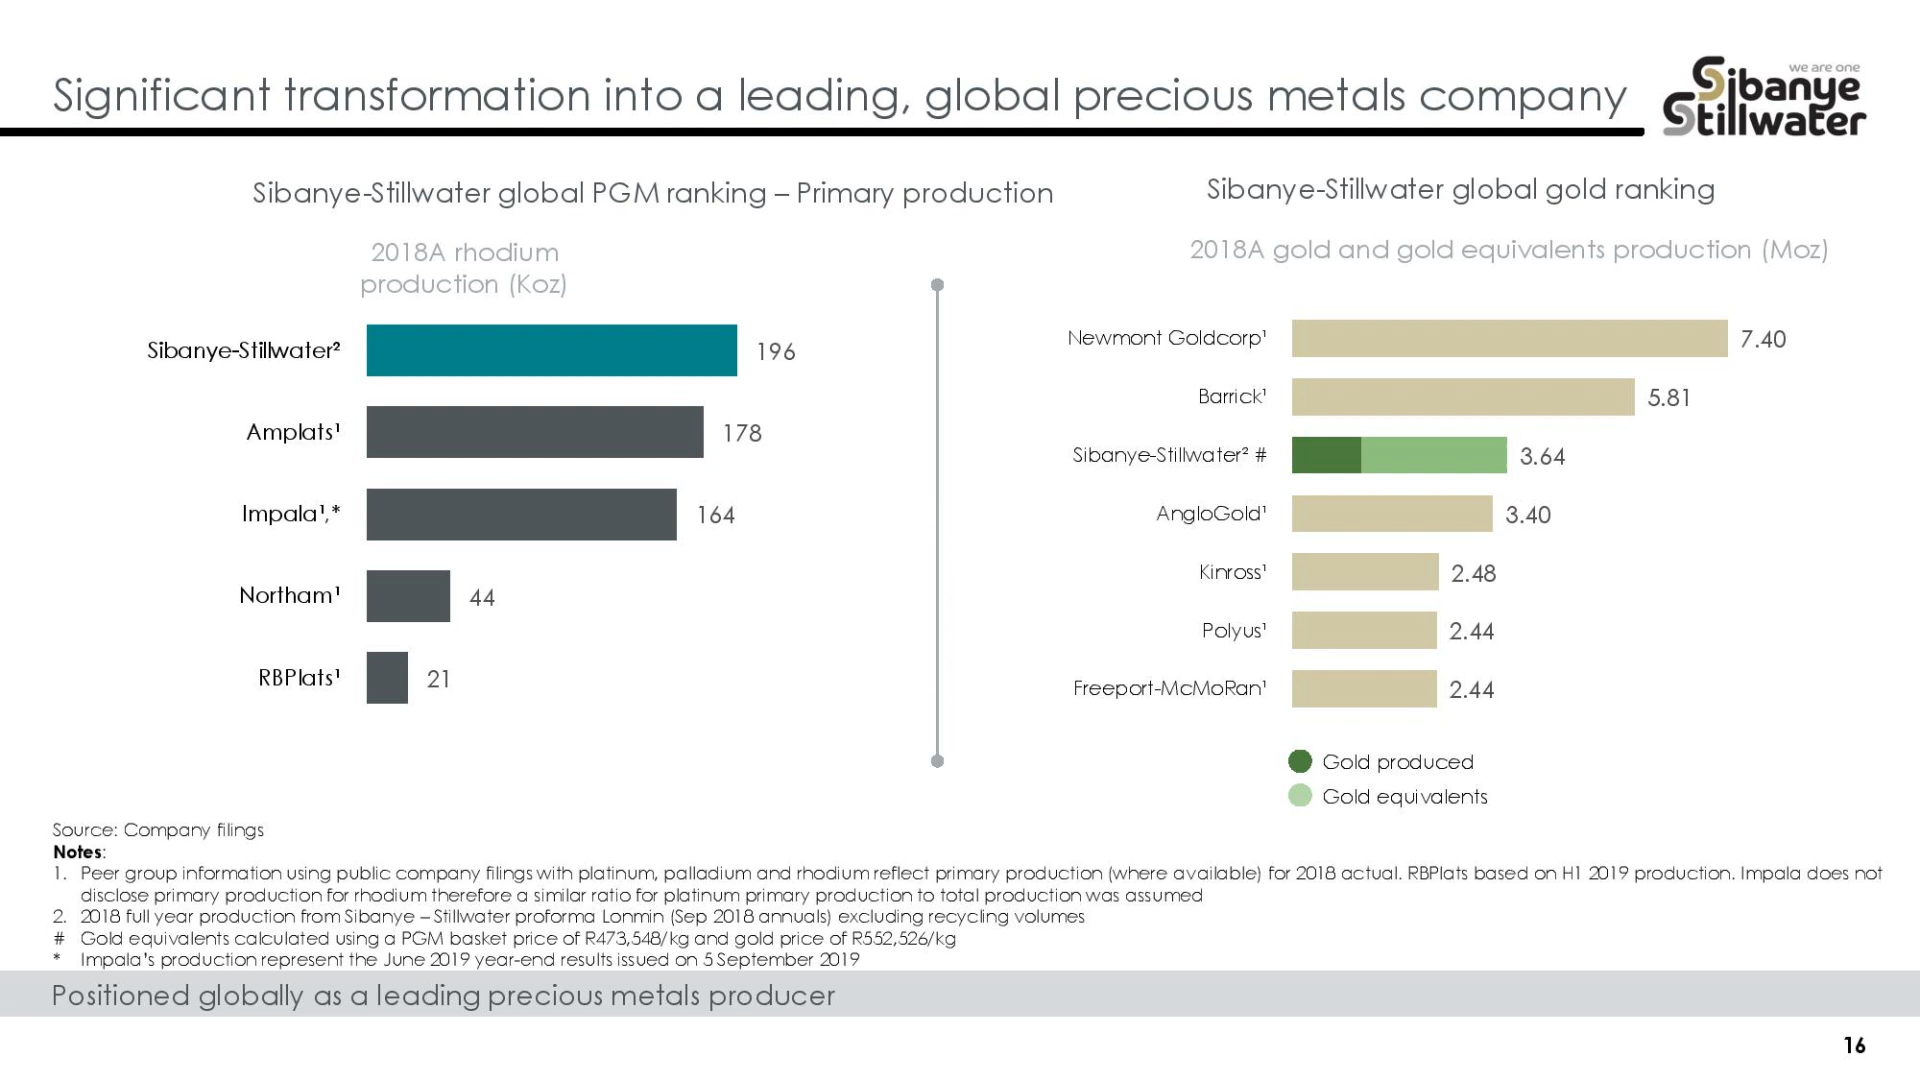 Significant transformation into a leading, global precious metals company
we are one
Sibanye
Stillwater
Sibanye-Stillwater global PGM ranking – Primary production
2018A rhodium
production (Koz)
Sibanye-Stillwater² 196
Amplats¹ 178
Impala¹,* 164
Northam¹ 44
RBPlats¹ 21
Sibanye-Stillwater global gold ranking
2018A gold and gold equivalents production (Moz)
Newmont Goldcorp¹ 7.40
Barrick¹ 5.81
Sibanye-Stillwater² # 3.64
AngloGold¹ 3.40
Kinross¹ 2.48
Polyus¹ 2.44
Freeport-McMoRan¹ 2.44
Gold produced
Gold equivalents
Source: Company filings
Notes:
1. Peer group information using public company filings with platinum, palladium and rhodium reflect primary production (where available) for 2018 actual. RBPlats based on H1 2019 production. Impala does not
disclose primary production for rhodium therefore a similar ratio for platinum primary production to total production was assumed
2. 2018 full year production from Sibanye – Stillwater proforma Lonmin (Sep 2018 annuals) excluding recycling volumes
# Gold equivalents calculated using a PGM basket price of R473,548/kg and gold price of R552,526/kg
* Impala's production represent the June 2019 year-end results issued on 5 September 2019
Positioned globally as a leading precious metals producer
16